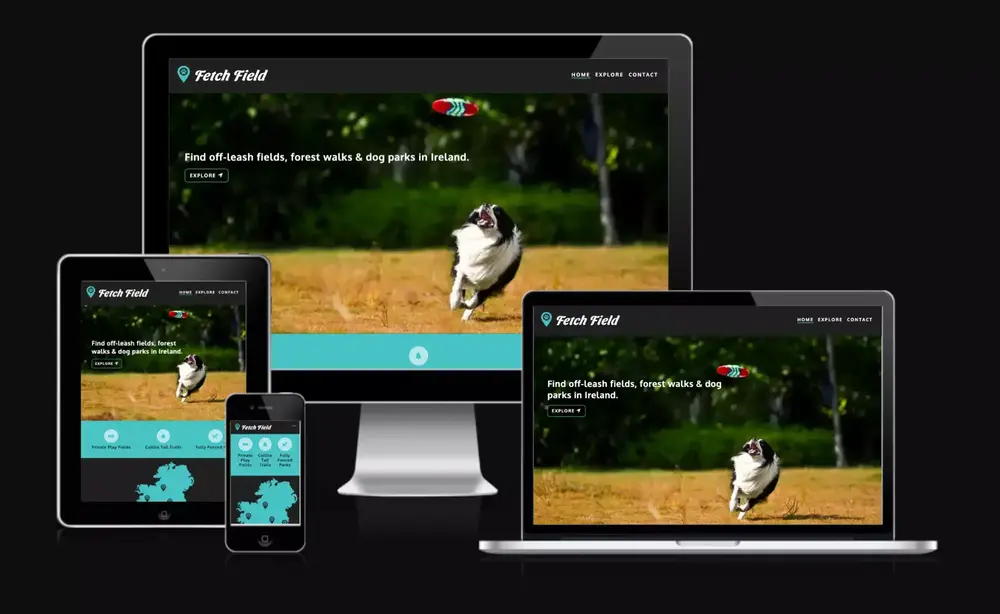 Fetch Field
HOME EXPLORE CONTACT
Find off-leash fields, forest walks & dog parks in Ireland.
EXPLORE
Fetch Field
HOME EXPLORE CONTACT
Find off-leash fields, forest
walks & dog parks in Ireland.
EXPLORE
Private Play Fields
Coillte Tail Trails
Fully Fenced
Fetch Field
Private
Play
Fields
Coillte
Tail
Trails
Fully
Fenced
Parks
Fetch Field
HOME EXPLORE CONTACT
Find off-leash fields, forest walks & dog
parks in Ireland.
EXPLORE